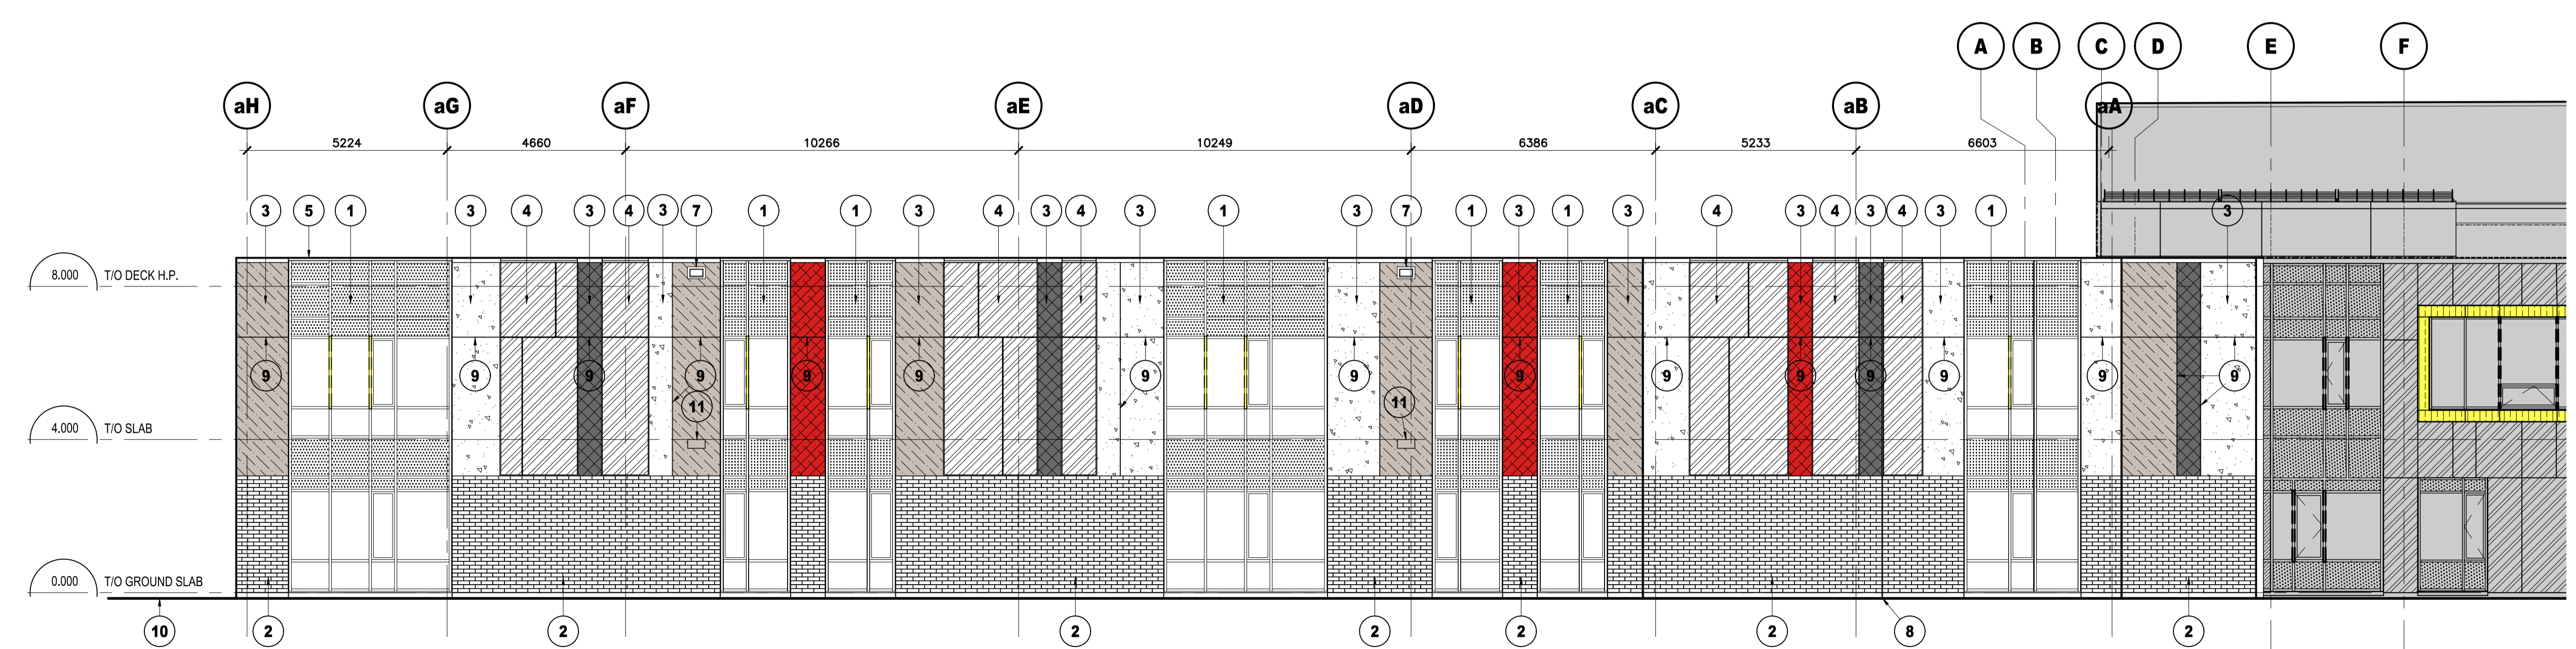 A B C D E F
aH aG aF aE aD aC aB aA
5224 4660 10266 10249 6386 5233 6603
3 5 1 3 4 3 4 3 7 1 1 3 4 3 4 3 1 3 7 1 3 1 3 4 3 4 3 4 3 1 3
8.000 T/O DECK H.P.
9 9 9 9 9 9 9 9 9 9 9 9 9 9 9
11 11
4.000 T/O SLAB
0.000 T/O GROUND SLAB
10 2 2 2 2 2 2 8 2